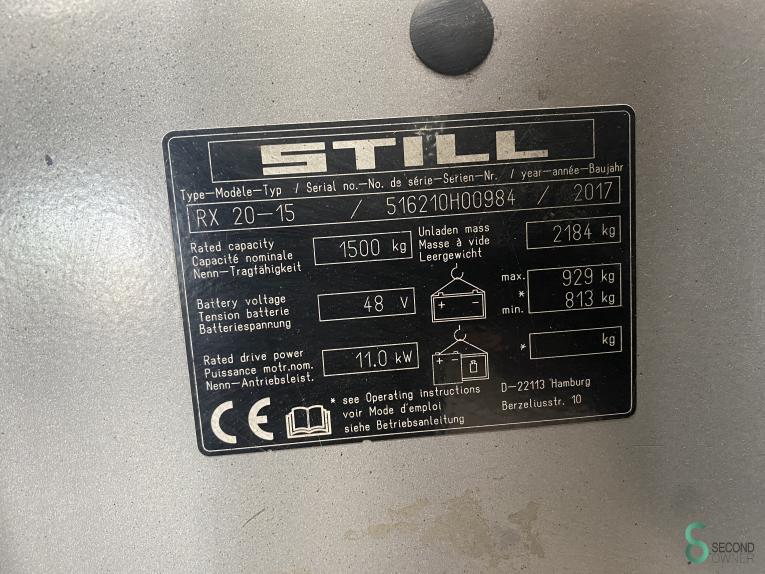 STILL
Type-Modèle-Typ / Serial no.-No. de série-Serien-Nr. / year-année-Baujahr
RX 20-15 / 516210H00984 / 2017
Rated capacity
Capacité nominale
Nenn-Tragfähigkeit
1500 kg
Unladen mass
Masse à vide
Leergewicht
2184 kg
Battery voltage
Tension batterie
Batteriespannung
48 V
+ -
max. 929 kg
*
min. 813 kg
Rated drive power
Puissance motr.nom.
Nenn-Antriebsleist.
11.0 kW
+ -
* kg
CE
* see Operating instructions
voir Mode d'emploi
siehe Betriebsanleitung
D-22113 Hamburg
Berzeliusstr. 10
SECOND
OWNER